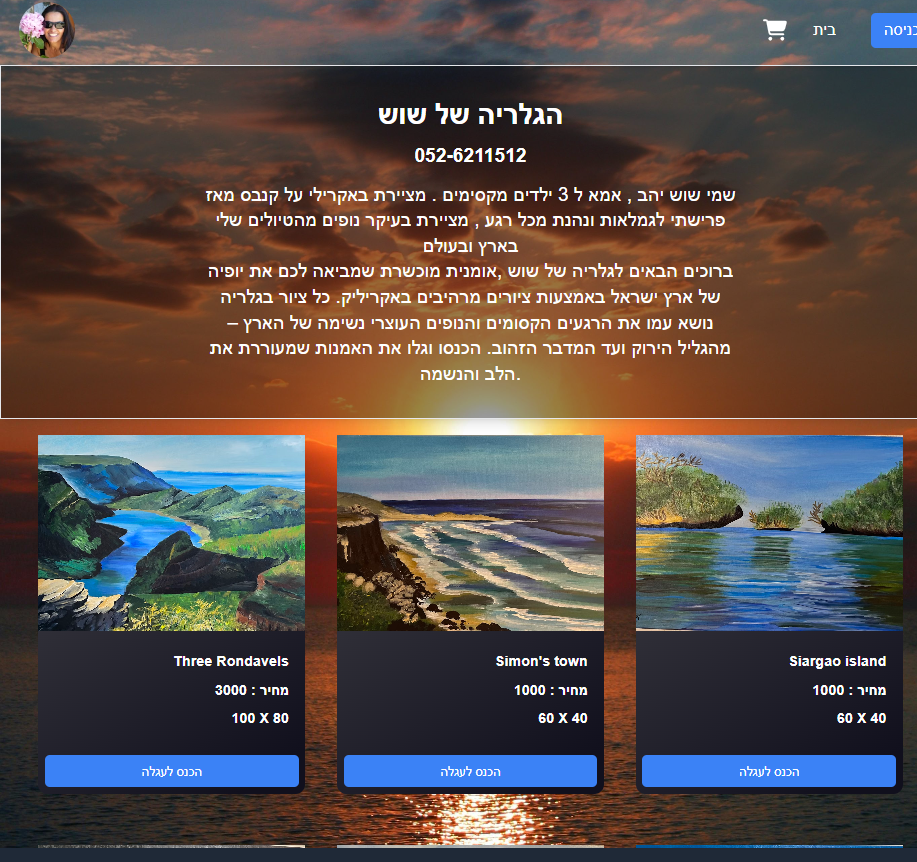 כניסה
בית
הגלריה של שוש
052-6211512
שמי שוש יהב , אמא ל 3 ילדים מקסימים . מציירת באקרילי על קנבס מאז
פרישתי לגמלאות ונהנת מכל רגע , מציירת בעיקר נופים מהטיולים שלי
בארץ ובעולם
ברוכים הבאים לגלריה של שוש ,אומנית מוכשרת שמביאה לכם את יופיה
של ארץ ישראל באמצעות ציורים מרהיבים באקריליק. כל ציור בגלריה
נושא עמו את הרגעים הקסומים והנופים העוצרי נשימה של הארץ –
מהגליל הירוק ועד המדבר הזהוב. הכנסו וגלו את האמנות שמעוררת את
הלב והנשמה.
Siargao island
מחיר : 1000
60 X 40
הכנס לעגלה
Simon's town
מחיר : 1000
60 X 40
הכנס לעגלה
Three Rondavels
מחיר : 3000
100 X 80
הכנס לעגלה